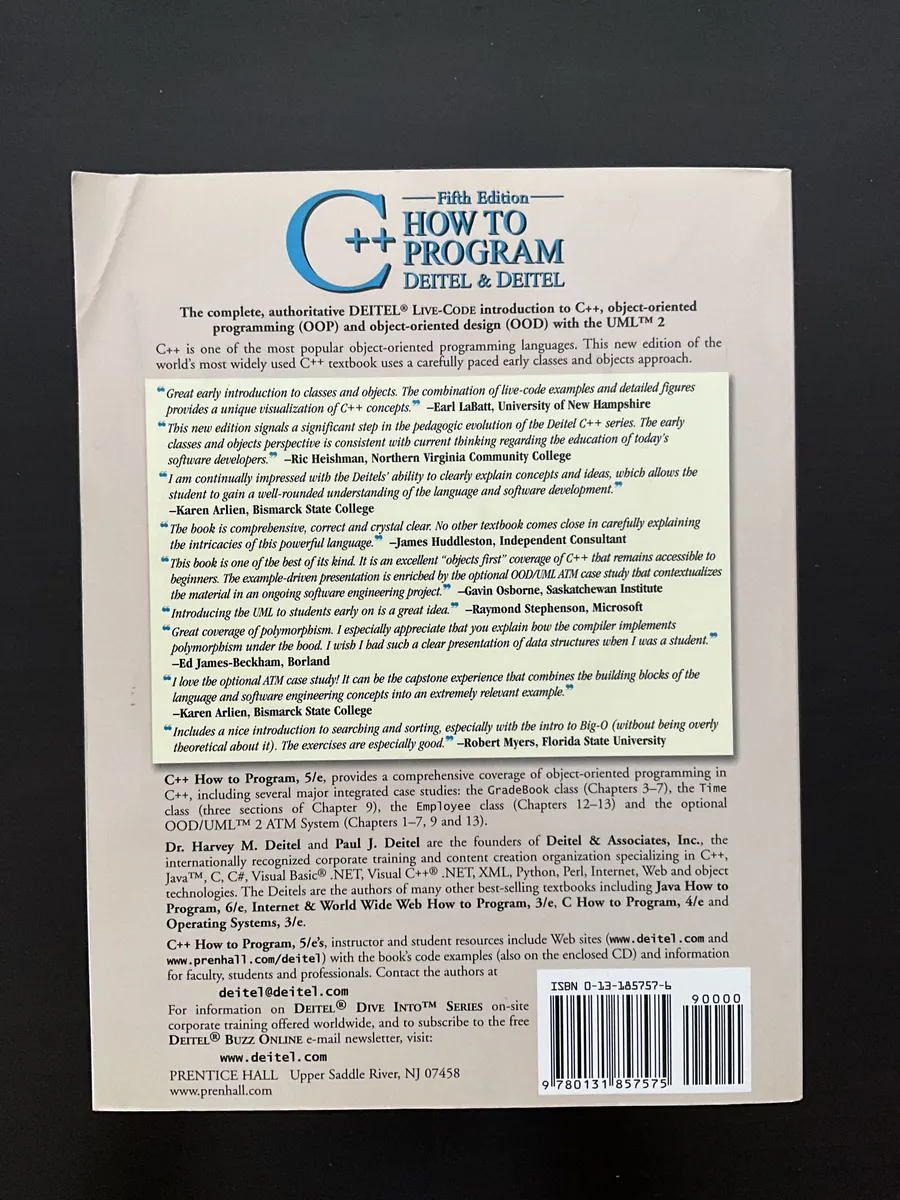 Fifth Edition
C++ HOW TO
PROGRAM
DEITEL & DEITEL
The complete, authoritative DEITEL® LIVE-CODE introduction to C++, object-oriented
programming (OOP) and object-oriented design (OOD) with the UML™ 2
C++ is one of the most popular object-oriented programming languages. This new edition of the
world's most widely used C++ textbook uses a carefully paced early classes and objects approach.
“Great early introduction to classes and objects. The combination of live-code examples and detailed figures
provides a unique visualization of C++ concepts.” –Earl LaBatt, University of New Hampshire
“This new edition signals a significant step in the pedagogic evolution of the Deitel C++ series. The early
classes and objects perspective is consistent with current thinking regarding the education of today's
software developers.” –Ric Heishman, Northern Virginia Community College
“I am continually impressed with the Deitels' ability to clearly explain concepts and ideas, which allows the
student to gain a well-rounded understanding of the language and software development.”
–Karen Arlien, Bismarck State College
“The book is comprehensive, correct and crystal clear. No other textbook comes close in carefully explaining
the intricacies of this powerful language.” –James Huddleston, Independent Consultant
“This book is one of the best of its kind. It is an excellent “objects first” coverage of C++ that remains accessible to
beginners. The example-driven presentation is enriched by the optional OOD/UML ATM case study that contextualizes
the material in an ongoing software engineering project.” –Gavin Osborne, Saskatchewan Institute
“Introducing the UML to students early on is a great idea.” –Raymond Stephenson, Microsoft
“Great coverage of polymorphism. I especially appreciate that you explain how the compiler implements
polymorphism under the hood. I wish I had such a clear presentation of data structures when I was a student.”
–Ed James-Beckham, Borland
“I love the optional ATM case study! It can be the capstone experience that combines the building blocks of the
language and software engineering concepts into an extremely relevant example.”
–Karen Arlien, Bismarck State College
“Includes a nice introduction to searching and sorting, especially with the intro to Big-O (without being overly
theoretical about it). The exercises are especially good.” –Robert Myers, Florida State University
C++ How to Program, 5/e, provides a comprehensive coverage of object-oriented programming in
C++, including several major integrated case studies: the GradeBook class (Chapters 3–7), the Time
class (three sections of Chapter 9), the Employee class (Chapters 12–13) and the optional
OOD/UML™ 2 ATM System (Chapters 1–7, 9 and 13).
Dr. Harvey M. Deitel and Paul J. Deitel are the founders of Deitel & Associates, Inc., the
internationally recognized corporate training and content creation organization specializing in C++,
Java™, C, C#, Visual Basic® .NET, Visual C++® .NET, XML, Python, Perl, Internet, Web and object
technologies. The Deitels are the authors of many other best-selling textbooks including Java How to
Program, 6/e, Internet & World Wide Web How to Program, 3/e, C How to Program, 4/e and
Operating Systems, 3/e.
C++ How to Program, 5/e's, instructor and student resources include Web sites (www.deitel.com and
www.prenhall.com/deitel) with the book's code examples (also on the enclosed CD) and information
for faculty, students and professionals. Contact the authors at
deitel@deitel.com
For information on DEITEL® DIVE INTO™ SERIES on-site
corporate training offered worldwide, and to subscribe to the free
DEITEL® BUZZ ONLINE e-mail newsletter, visit:
www.deitel.com
PRENTICE HALL Upper Saddle River, NJ 07458
www.prenhall.com
ISBN 0-13-185757-6
90000
9 780131 857575